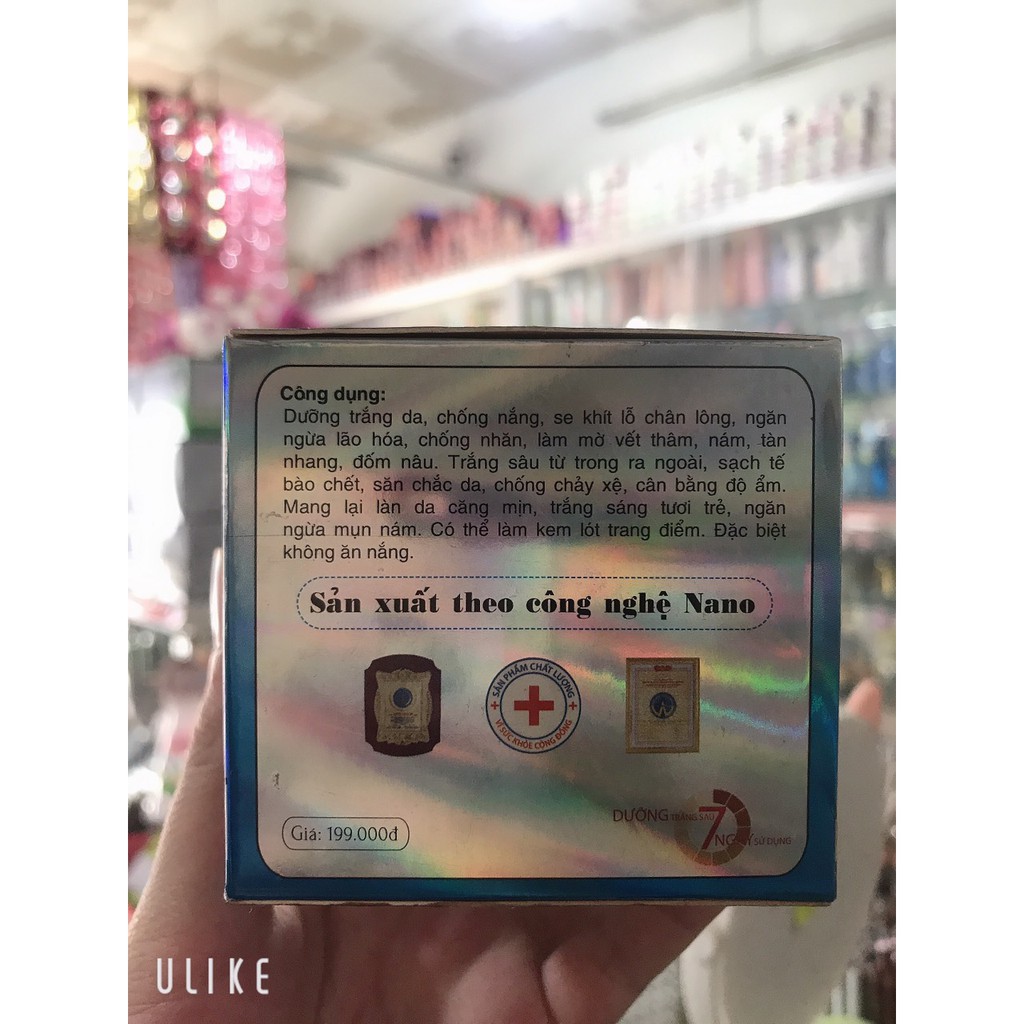 Công dụng:
Dưỡng trắng da, chống nắng, se khít lỗ chân lông, ngăn
ngừa lão hóa, chống nhăn, làm mờ vết thâm, nám, tàn
nhang, đốm nâu. Trắng sâu từ trong ra ngoài, sạch tế
bào chết, săn chắc da, chống chảy xệ, cân bằng độ ẩm.
Mang lại làn da căng mịn, trắng sáng tươi trẻ, ngăn
ngừa mụn nám. Có thể làm kem lót trang điểm. Đặc biệt
không ăn nắng.
Sản xuất theo công nghệ Nano
SẢN PHẨM CHẤT LƯỢNG
VÌ SỨC KHỎE CỘNG ĐỒNG
DƯỠNG TRẮNG SAU
7
NGÀY SỬ DỤNG
Giá: 199.000đ
ULIKE